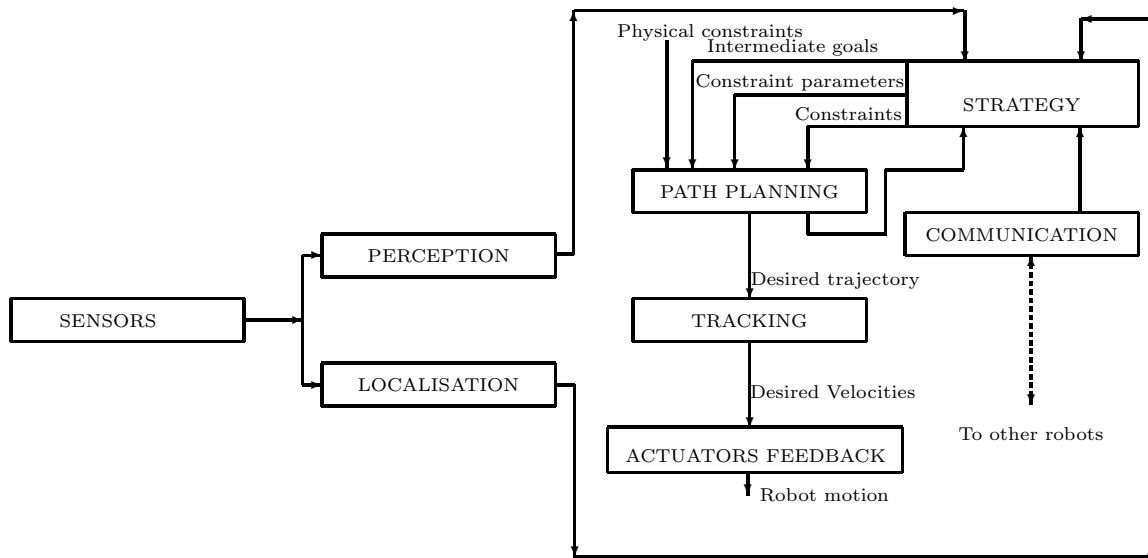 Physical constraints
Intermediate goals
Constraint parameters
STRATEGY
Constraints
PATH PLANNING
COMMUNICATION
PERCEPTION
Desired trajectory
SENSORS
TRACKING
LOCALISATION
Desired Velocities
To other robots
ACTUATORS FEEDBACK
Robot motion